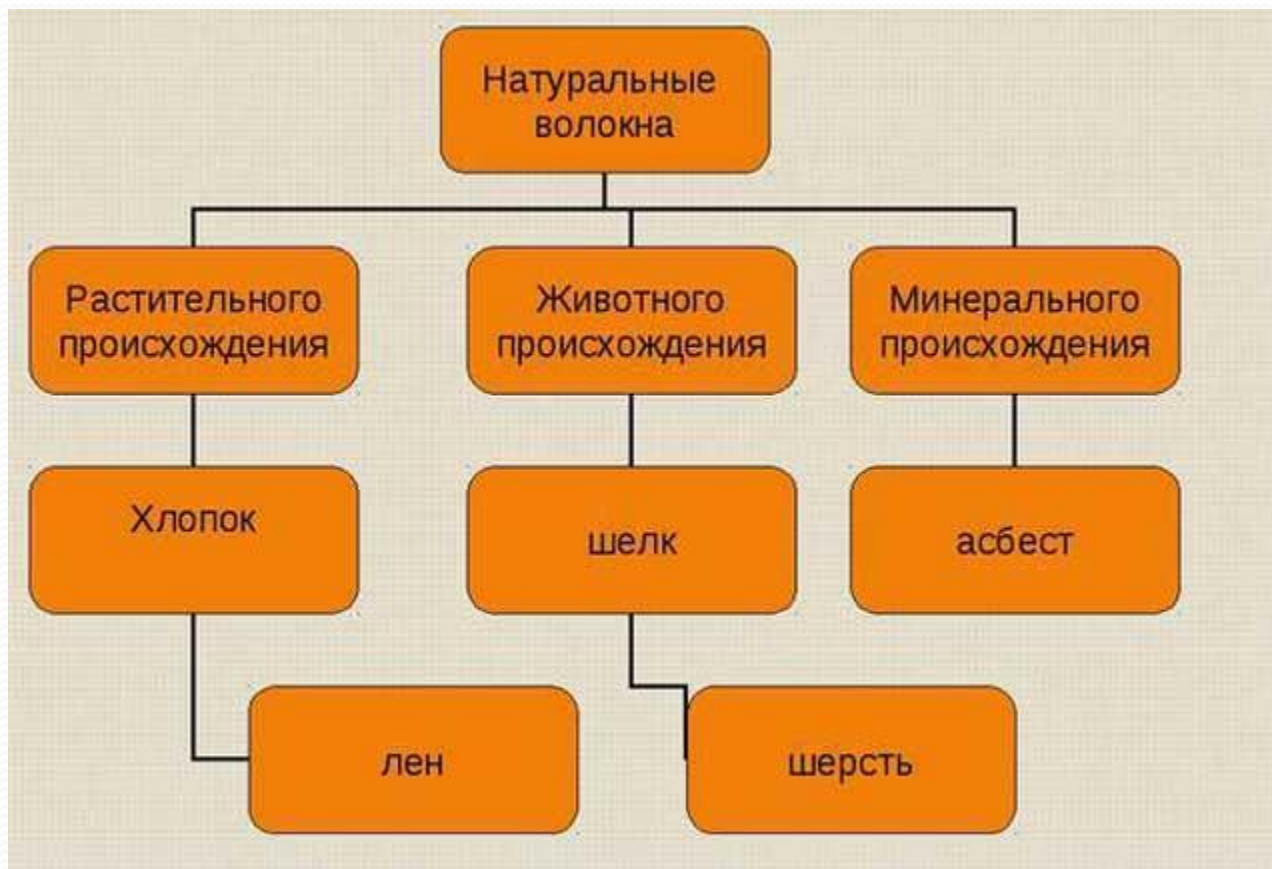 Натуральные
волокна
Растительного
происхождения
Животного
происхождения
Минерального
происхождения
Хлопок
шелк
асбест
лен
шерсть